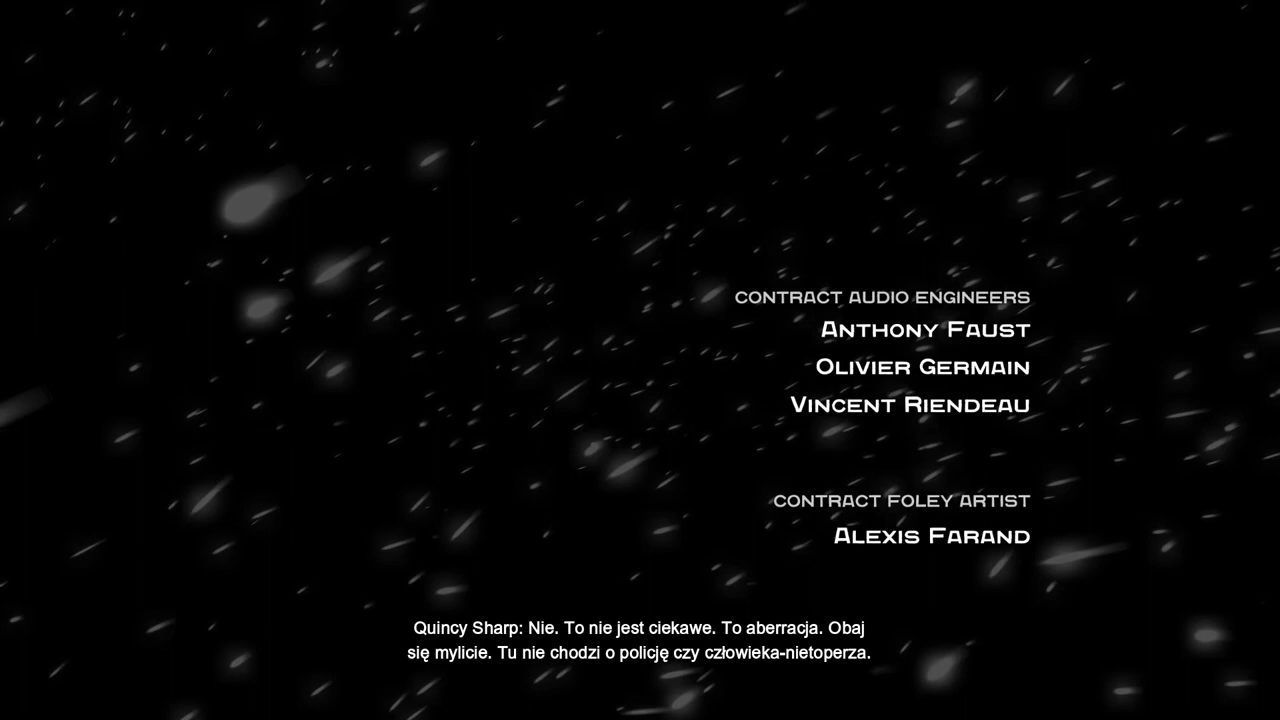 CONTRACT AUDIO ENGINEERS
ANTHONY FAUST
OLIVIER GERMAIN
VINCENT RIENDEAU
CONTRACT FOLEY ARTIST
ALEXIS FARAND
Quincy Sharp: Nie. To nie jest ciekawe. To aberracja. Obaj
się mylicie. Tu nie chodzi o policję czy człowieka-nietoperza.